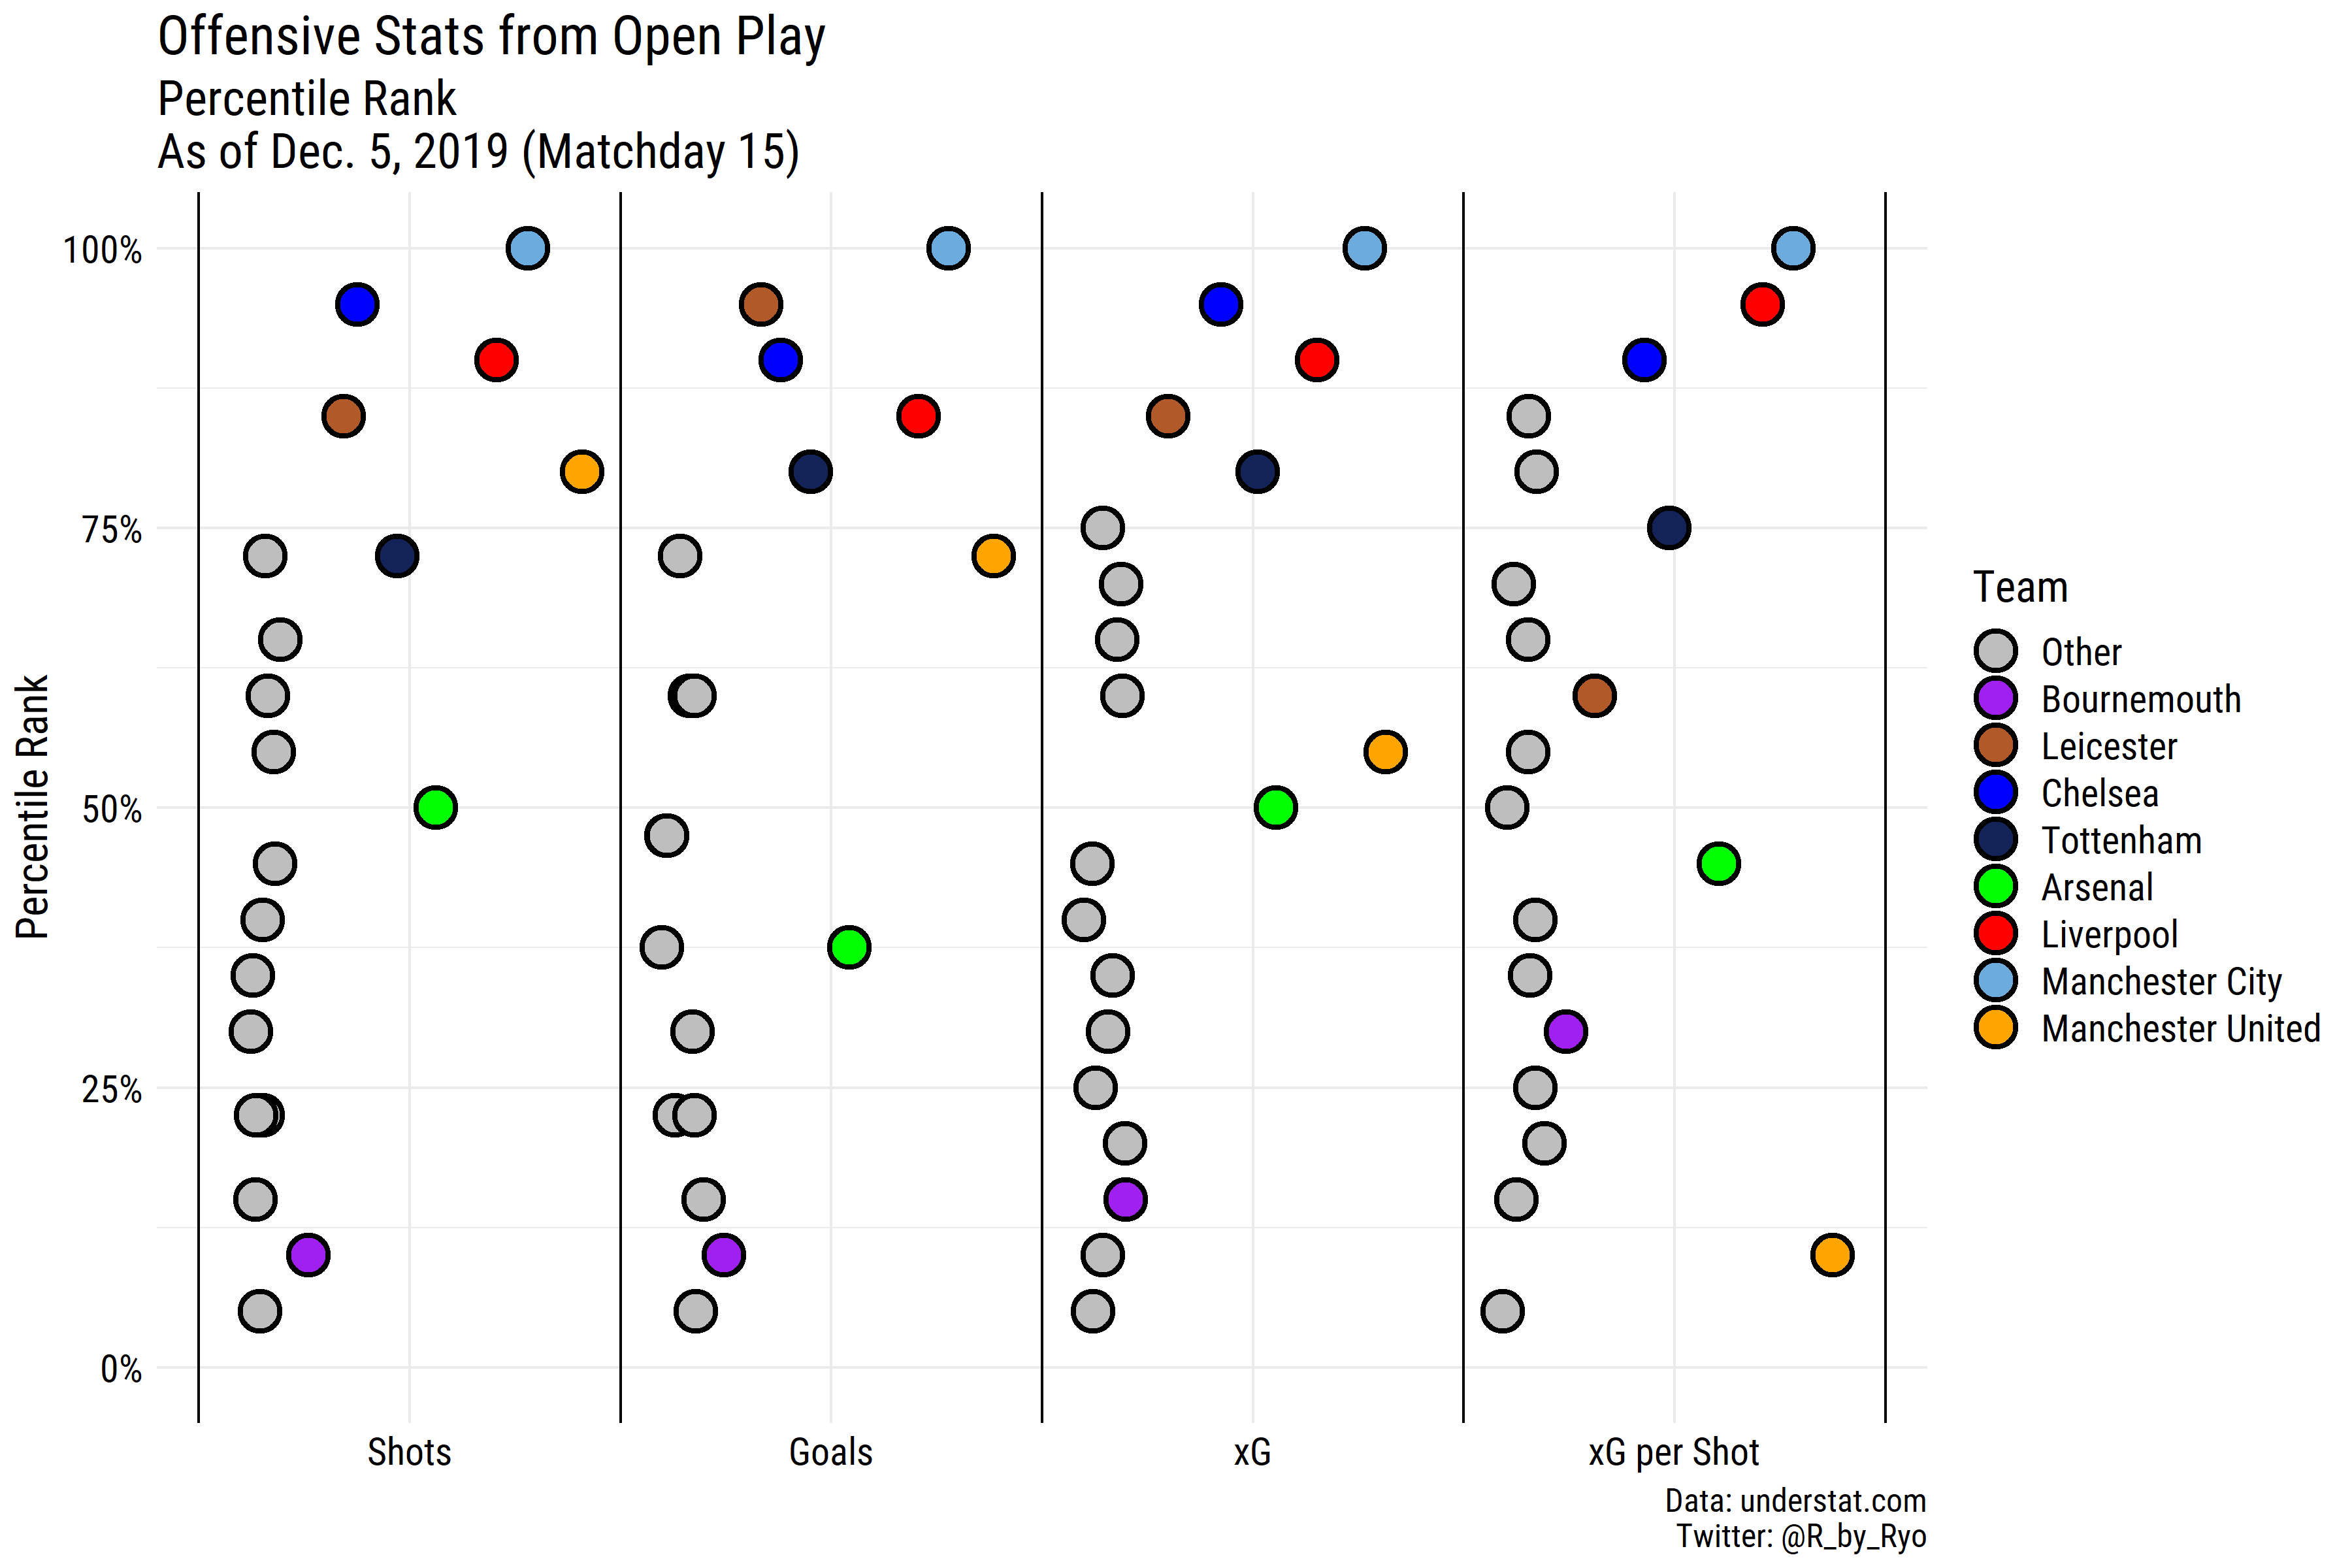 Offensive Stats from Open Play
Percentile Rank
As of Dec. 5, 2019 (Matchday 15)
Percentile Rank
100%
75%
50%
25%
0%
Shots
Goals
xG
xG per Shot
Team
Other
Bournemouth
Leicester
Chelsea
Tottenham
Arsenal
Liverpool
Manchester City
Manchester United
Data: understat.com
Twitter: @R_by_Ryo